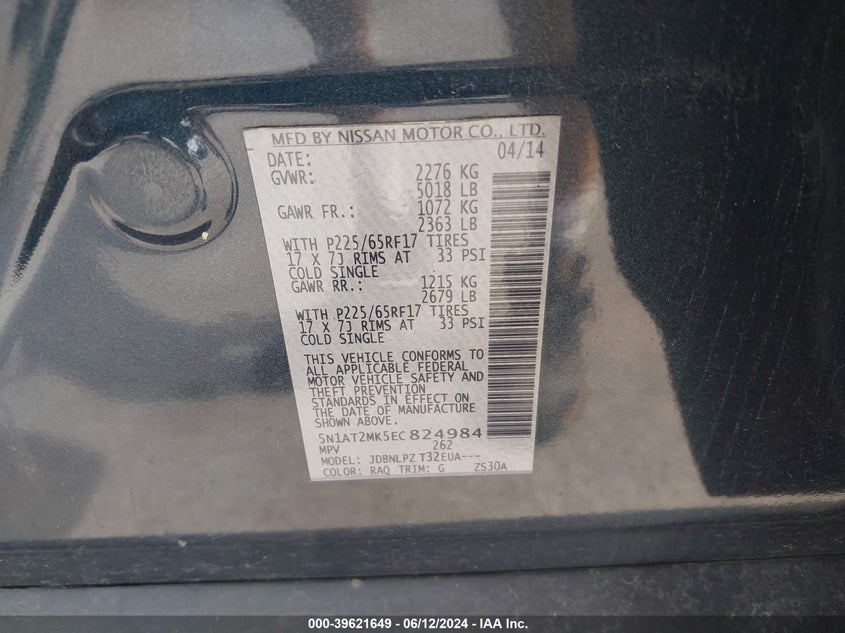 MFD BY NISSAN MOTOR CO., LTD.
DATE: 04/14
GVWR: 2276 KG
5018 LB
GAWR FR.: 1072 KG
2363 LB
WITH P225/65RF17 TIRES
17 X 7J RIMS AT 33 PSI
COLD SINGLE
GAWR RR.: 1215 KG
2679 LB
WITH P225/65RF17 TIRES
17 X 7J RIMS AT 33 PSI
COLD SINGLE
THIS VEHICLE CONFORMS TO
ALL APPLICABLE FEDERAL
MOTOR VEHICLE SAFETY AND
THEFT PREVENTION
STANDARDS IN EFFECT ON
THE DATE OF MANUFACTURE
SHOWN ABOVE.
5N1AT2MK5EC824984
MPV 262
MODEL: JDBNLPZ T32EUA---
COLOR: RAQ TRIM: G ZS30A
000-39621649 - 06/12/2024 - IAA Inc.